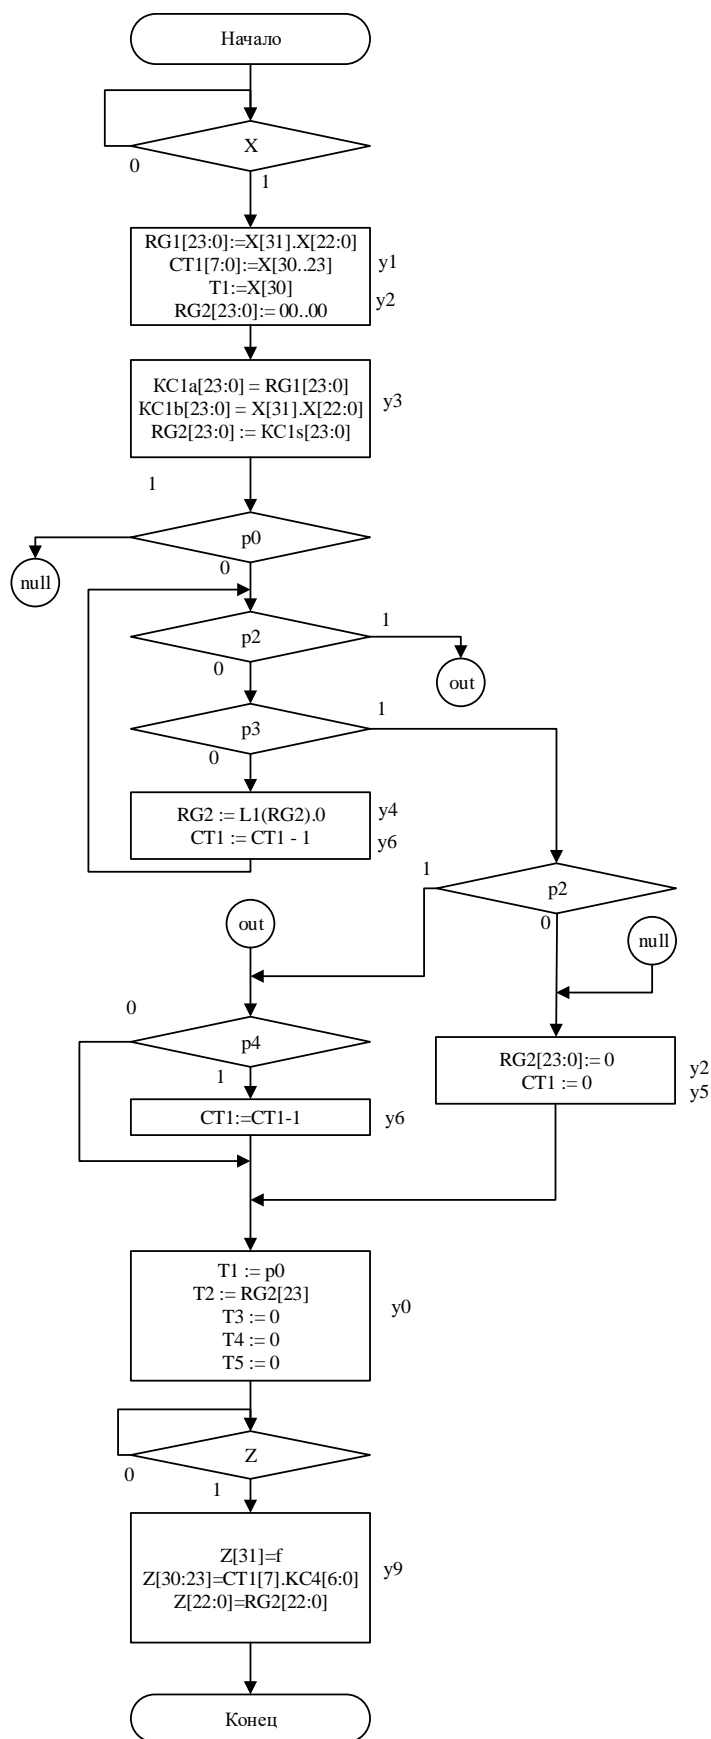 Начало
X
0
1
RG1[23:0]:=X[31].X[22:0]
CT1[7:0]:=X[30..23]
T1:=X[30]
RG2[23:0]:= 00..00
y1
y2
КС1a[23:0] = RG1[23:0]
КС1b[23:0] = X[31].X[22:0]
RG2[23:0] := КС1s[23:0]
y3
1
p0
null
0
p2
1
0
out
p3
1
0
RG2 := L1(RG2).0
CT1 := CT1 - 1
y4
y6
p2
1
0
out
null
0
p4
1
RG2[23:0]:= 0
CT1 := 0
y2
y5
CT1:=CT1-1
y6
T1 := p0
T2 := RG2[23]
T3 := 0
T4 := 0
T5 := 0
y0
Z
0
1
Z[31]=f
Z[30:23]=CT1[7].КС4[6:0]
Z[22:0]=RG2[22:0]
y9
Конец